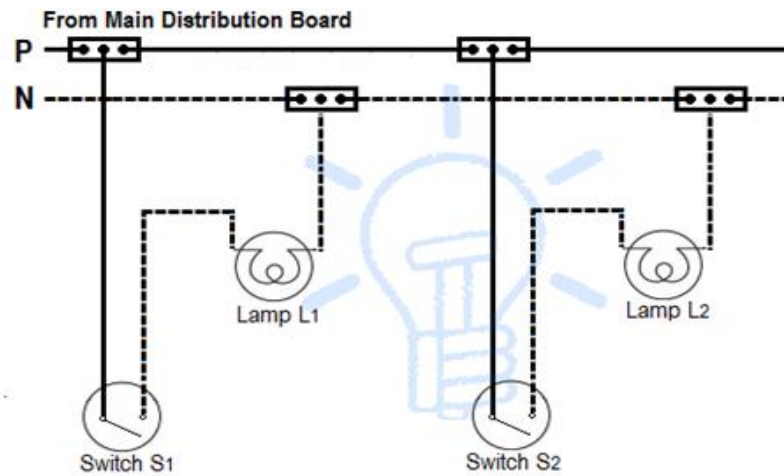 From Main Distribution Board
P
N
Lamp L1
Lamp L2
Switch S1
Switch S2